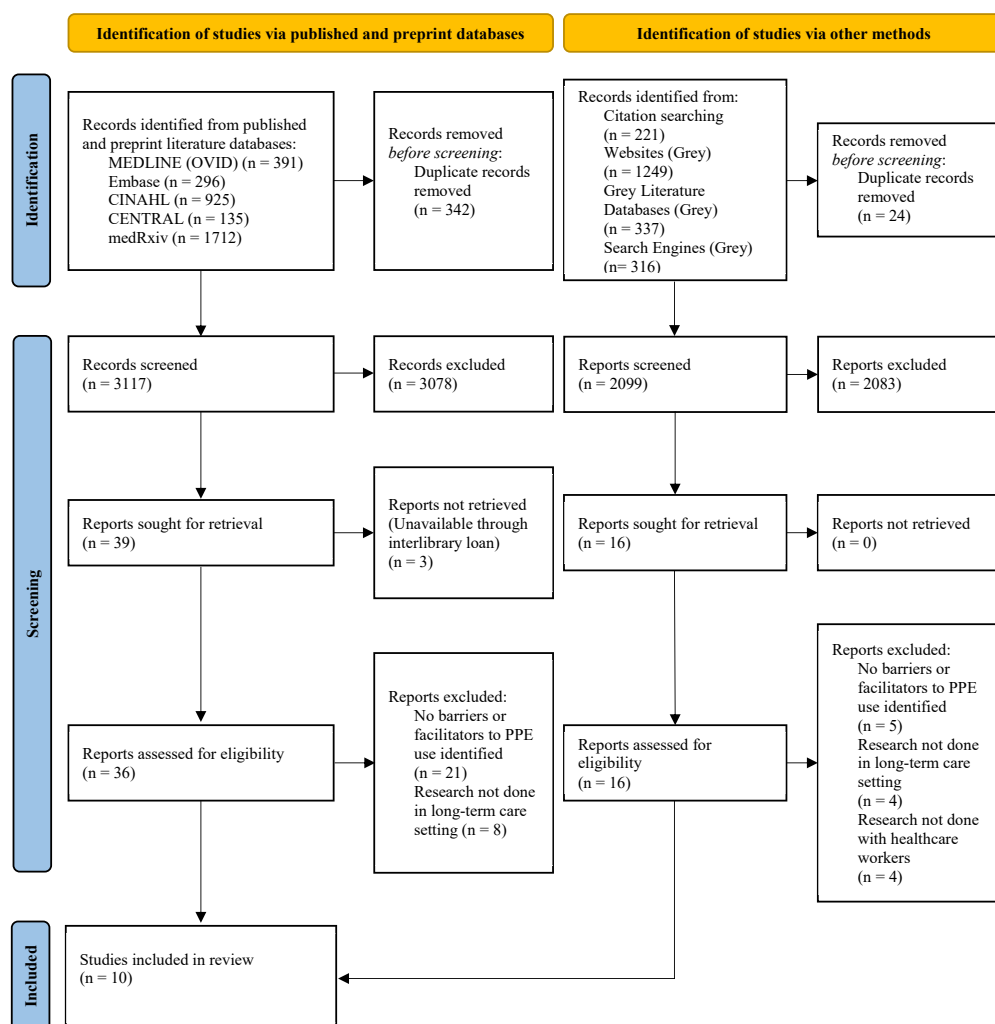 Identification of studies via published and preprint databases
Identification of studies via other methods
Identification
Records identified from published
and preprint literature databases:
MEDLINE (OVID) (n = 391)
Embase (n = 296)
CINAHL (n = 925)
CENTRAL (n = 135)
medRxiv (n = 1712)
Records removed
before screening:
Duplicate records
removed
(n = 342)
Records identified from:
Citation searching
(n = 221)
Websites (Grey)
(n = 1249)
Grey Literature
Databases (Grey)
(n = 337)
Search Engines (Grey)
(n= 316)
Records removed
before screening:
Duplicate records
removed
(n = 24)
Screening
Records screened
(n = 3117)
Records excluded
(n = 3078)
Reports screened
(n = 2099)
Reports excluded
(n = 2083)
Reports sought for retrieval
(n = 39)
Reports not retrieved
(Unavailable through
interlibrary loan)
(n = 3)
Reports sought for retrieval
(n = 16)
Reports not retrieved
(n = 0)
Reports assessed for eligibility
(n = 36)
Reports excluded:
No barriers or
facilitators to PPE
use identified
(n = 21)
Research not done
in long-term care
setting (n = 8)
Reports assessed for
eligibility
(n = 16)
Reports excluded:
No barriers or
facilitators to PPE
use identified
(n = 5)
Research not done
in long-term care
setting
(n = 4)
Research not done
with healthcare
workers
(n = 4)
Included
Studies included in review
(n = 10)